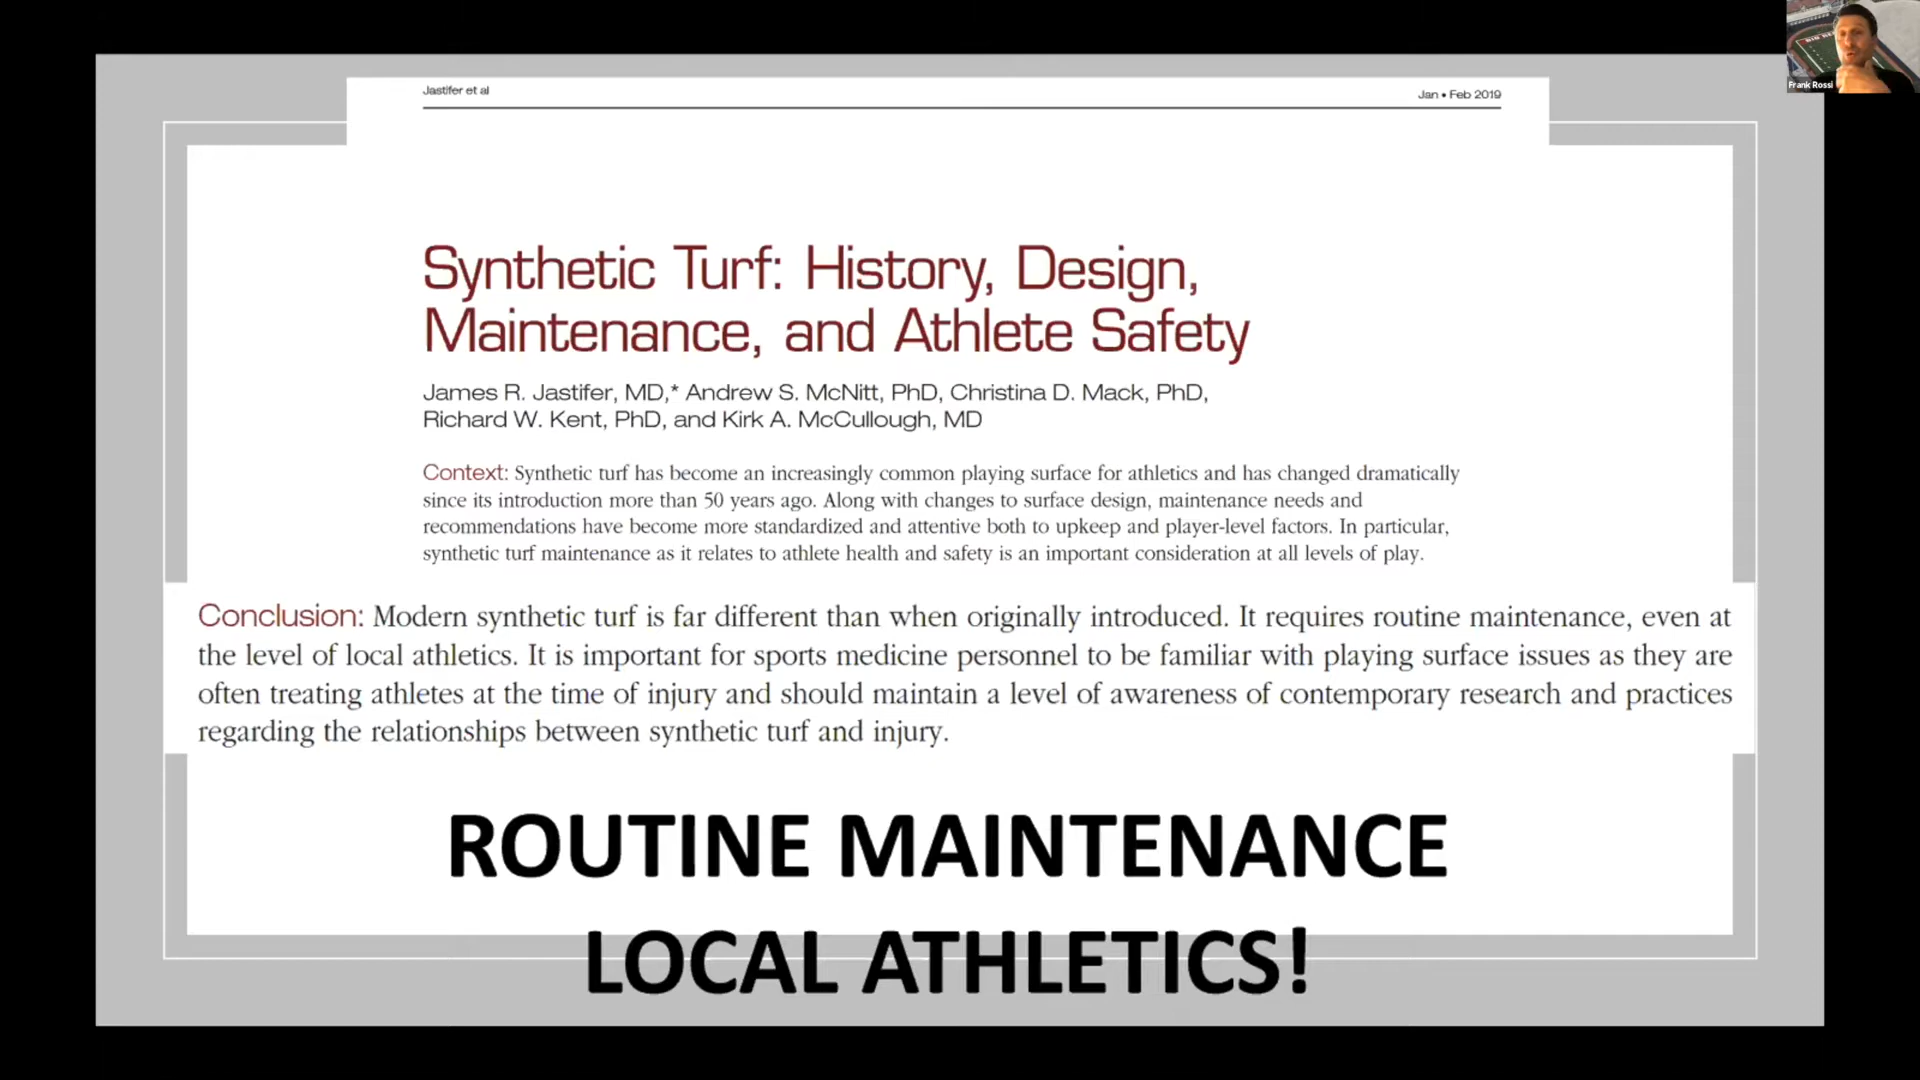 Jastifer et al
Jan • Feb 2019
Frank Rossi
Synthetic Turf: History, Design,
Maintenance, and Athlete Safety
James R. Jastifer, MD,* Andrew S. McNitt, PhD, Christina D. Mack, PhD,
Richard W. Kent, PhD, and Kirk A. McCullough, MD
Context: Synthetic turf has become an increasingly common playing surface for athletics and has changed dramatically
since its introduction more than 50 years ago. Along with changes to surface design, maintenance needs and
recommendations have become more standardized and attentive both to upkeep and player-level factors. In particular,
synthetic turf maintenance as it relates to athlete health and safety is an important consideration at all levels of play.
Conclusion: Modern synthetic turf is far different than when originally introduced. It requires routine maintenance, even at
the level of local athletics. It is important for sports medicine personnel to be familiar with playing surface issues as they are
often treating athletes at the time of injury and should maintain a level of awareness of contemporary research and practices
regarding the relationships between synthetic turf and injury.
ROUTINE MAINTENANCE
LOCAL ATHLETICS!